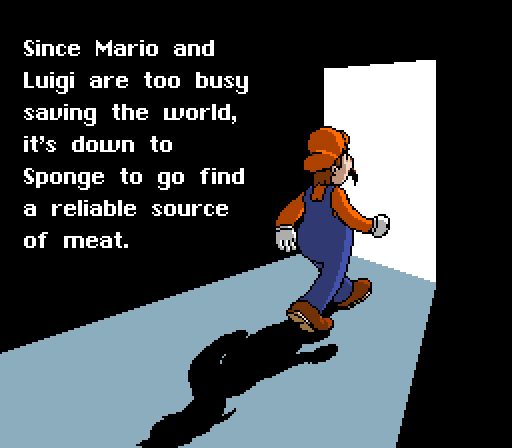 Since Mario and
Luigi are too busy
saving the world,
it's down to
Sponge to go find
a reliable source
of meat.